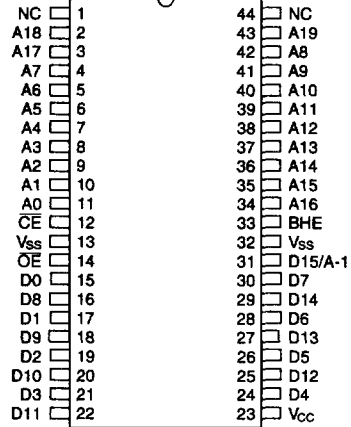 NC 1 44 NC
A18 2 43 A19
A17 3 42 A8
A7 4 41 A9
A6 5 40 A10
A5 6 39 A11
A4 7 38 A12
A3 8 37 A13
A2 9 36 A14
A1 10 35 A15
A0 11 34 A16
C̅E̅ 12 33 BHE
Vss 13 32 Vss
O̅E̅ 14 31 D15/A-1
D0 15 30 D7
D8 16 29 D14
D1 17 28 D6
D9 18 27 D13
D2 19 26 D5
D10 20 25 D12
D3 21 24 D4
D11 22 23 Vcc